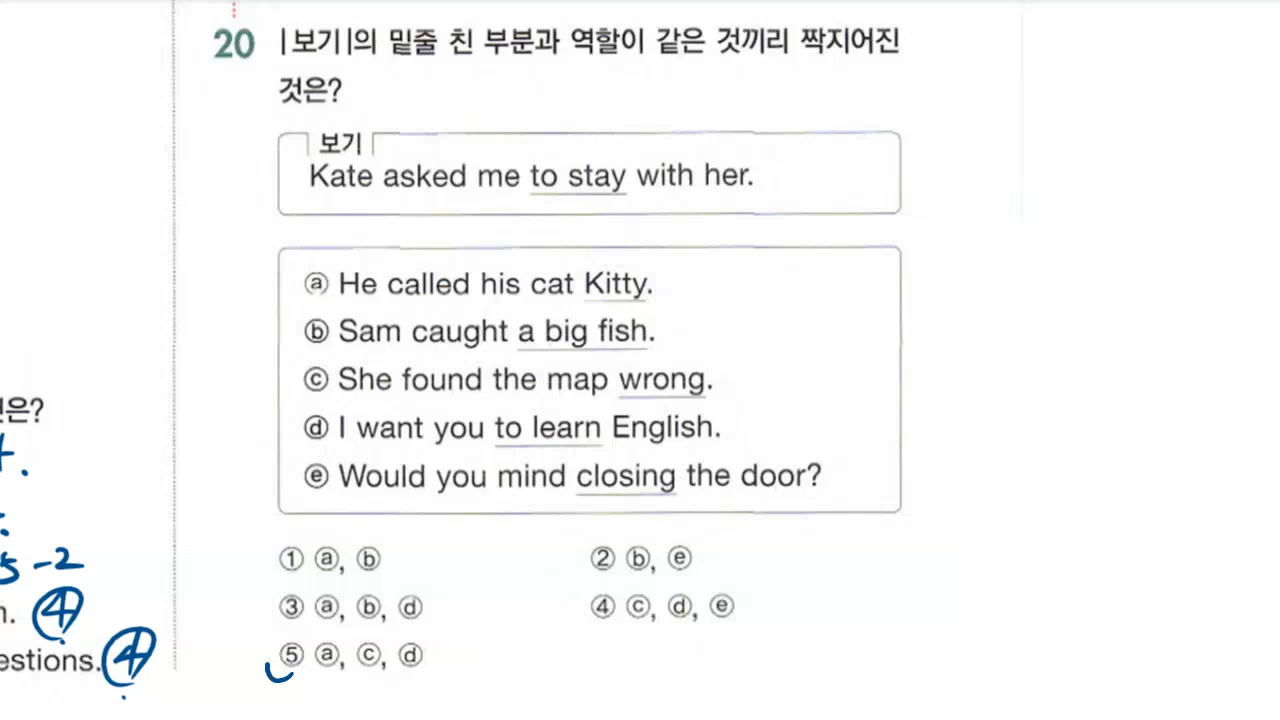 20 |보기|의 밑줄 친 부분과 역할이 같은 것끼리 짝지어진
것은?
보기
Kate asked me to stay with her.
ⓐ He called his cat Kitty.
ⓑ Sam caught a big fish.
ⓒ She found the map wrong.
ⓓ I want you to learn English.
ⓔ Would you mind closing the door?
① ⓐ, ⓑ ② ⓑ, ⓔ
③ ⓐ, ⓑ, ⓓ ④ ⓒ, ⓓ, ⓔ
⑤ ⓐ, ⓒ, ⓓ
은?
5-2
④
estions. ④